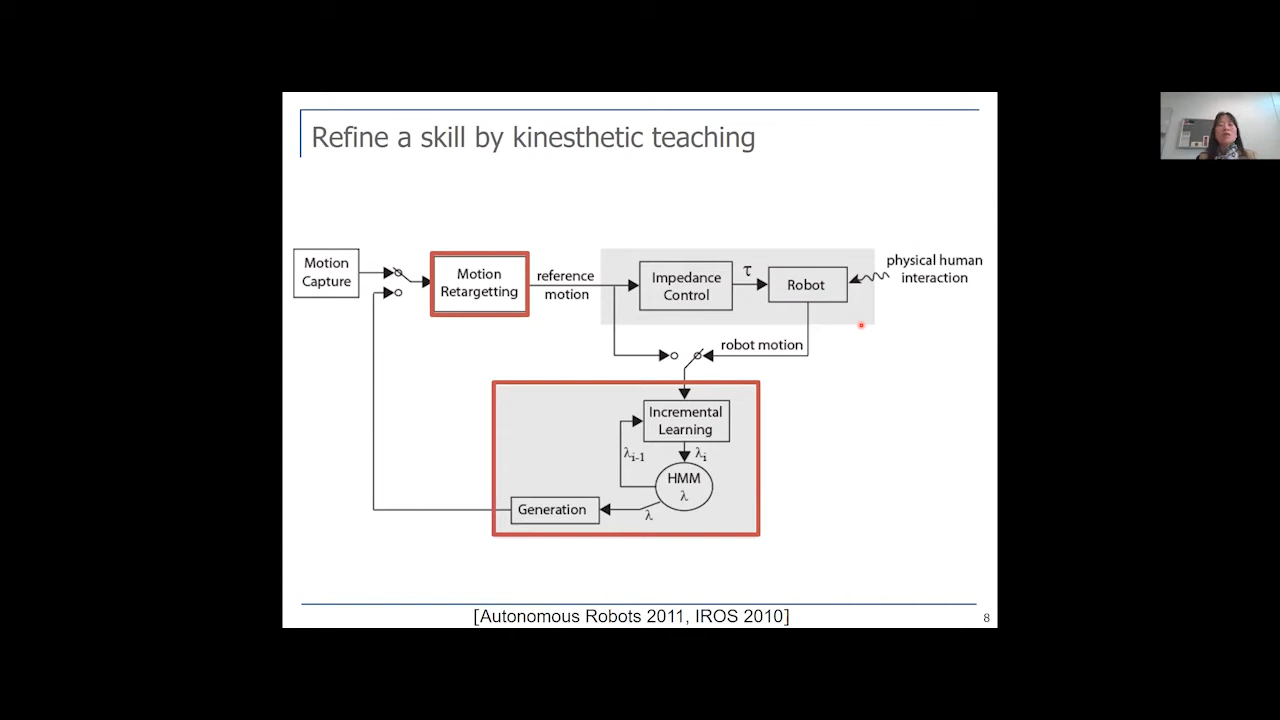 Refine a skill by kinesthetic teaching
Motion
Capture
Motion
Retargetting
reference
motion
Impedance
Control
τ
Robot
physical human
interaction
robot motion
Incremental
Learning
λi-1
λi
HMM
λ
Generation
λ
[Autonomous Robots 2011, IROS 2010]
8